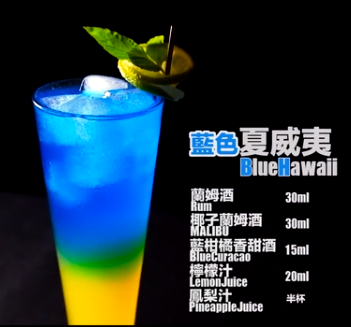 藍色夏威夷
BlueHawaii
蘭姆酒 30ml
Rum
椰子蘭姆酒 30ml
MALIBU
藍柑橘香甜酒 15ml
BlueCuracao
檸檬汁 20ml
LemonJuice
鳳梨汁 半杯
PineappleJuice